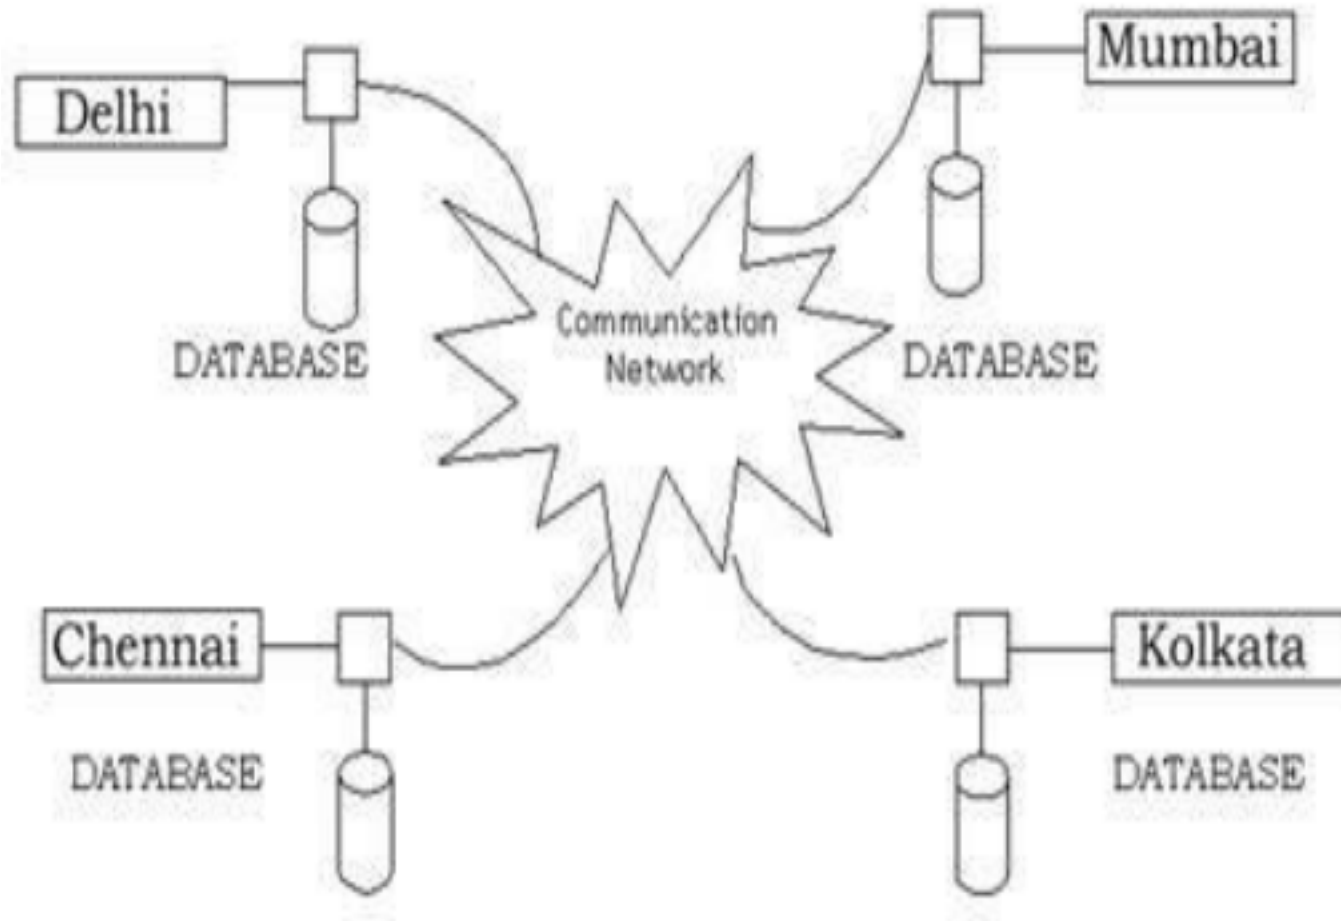 Delhi
Mumbai
DATABASE
Communication
Network
DATABASE
Chennai
Kolkata
DATABASE
DATABASE